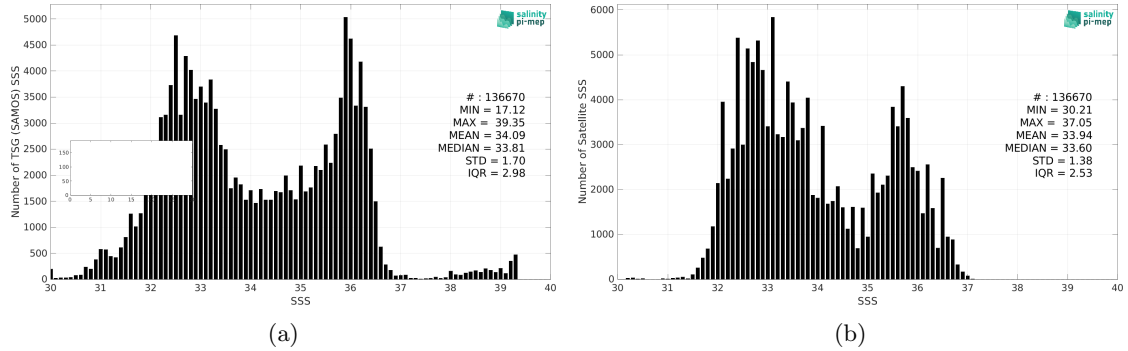 5000
4500
4000
3500
3000
2500
2000
1500
1000
500
0
Number of TSG (SAMOS) SSS
150
100
50
0
0 5 10 15
30 31 32 33 34 35 36 37 38 39 40
SSS
salinity
pi-mep
# : 136670
MIN = 17.12
MAX = 39.35
MEAN = 34.09
MEDIAN = 33.81
STD = 1.70
IQR = 2.98
(a)
6000
5000
4000
3000
2000
1000
0
Number of Satellite SSS
30 31 32 33 34 35 36 37 38 39 40
SSS
salinity
pi-mep
# : 136670
MIN = 30.21
MAX = 37.05
MEAN = 33.94
MEDIAN = 33.60
STD = 1.38
IQR = 2.53
(b)